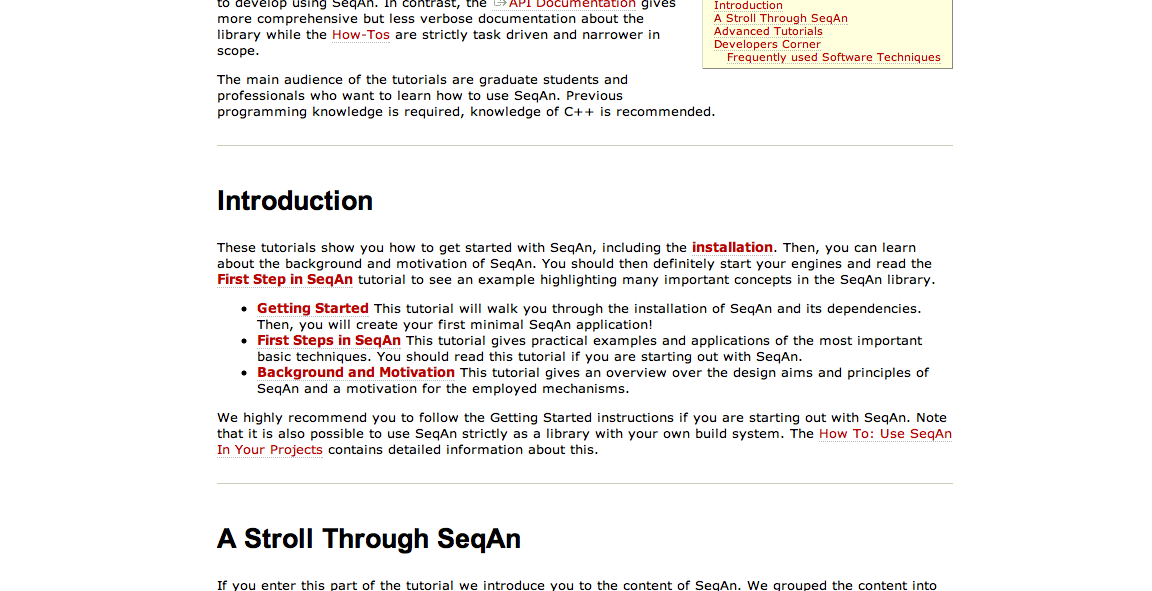 to develop using SeqAn. In contrast, the API Documentation gives
more comprehensive but less verbose documentation about the
library while the How-Tos are strictly task driven and narrower in
scope.
Introduction
A Stroll Through SeqAn
Advanced Tutorials
Developers Corner
Frequently used Software Techniques
The main audience of the tutorials are graduate students and
professionals who want to learn how to use SeqAn. Previous
programming knowledge is required, knowledge of C++ is recommended.
Introduction
These tutorials show you how to get started with SeqAn, including the installation. Then, you can learn
about the background and motivation of SeqAn. You should then definitely start your engines and read the
First Step in SeqAn tutorial to see an example highlighting many important concepts in the SeqAn library.
• Getting Started This tutorial will walk you through the installation of SeqAn and its dependencies.
Then, you will create your first minimal SeqAn application!
• First Steps in SeqAn This tutorial gives practical examples and applications of the most important
basic techniques. You should read this tutorial if you are starting out with SeqAn.
• Background and Motivation This tutorial gives an overview over the design aims and principles of
SeqAn and a motivation for the employed mechanisms.
We highly recommend you to follow the Getting Started instructions if you are starting out with SeqAn. Note
that it is also possible to use SeqAn strictly as a library with your own build system. The How To: Use SeqAn
In Your Projects contains detailed information about this.
A Stroll Through SeqAn
If you enter this part of the tutorial we introduce you to the content of SeqAn. We grouped the content into